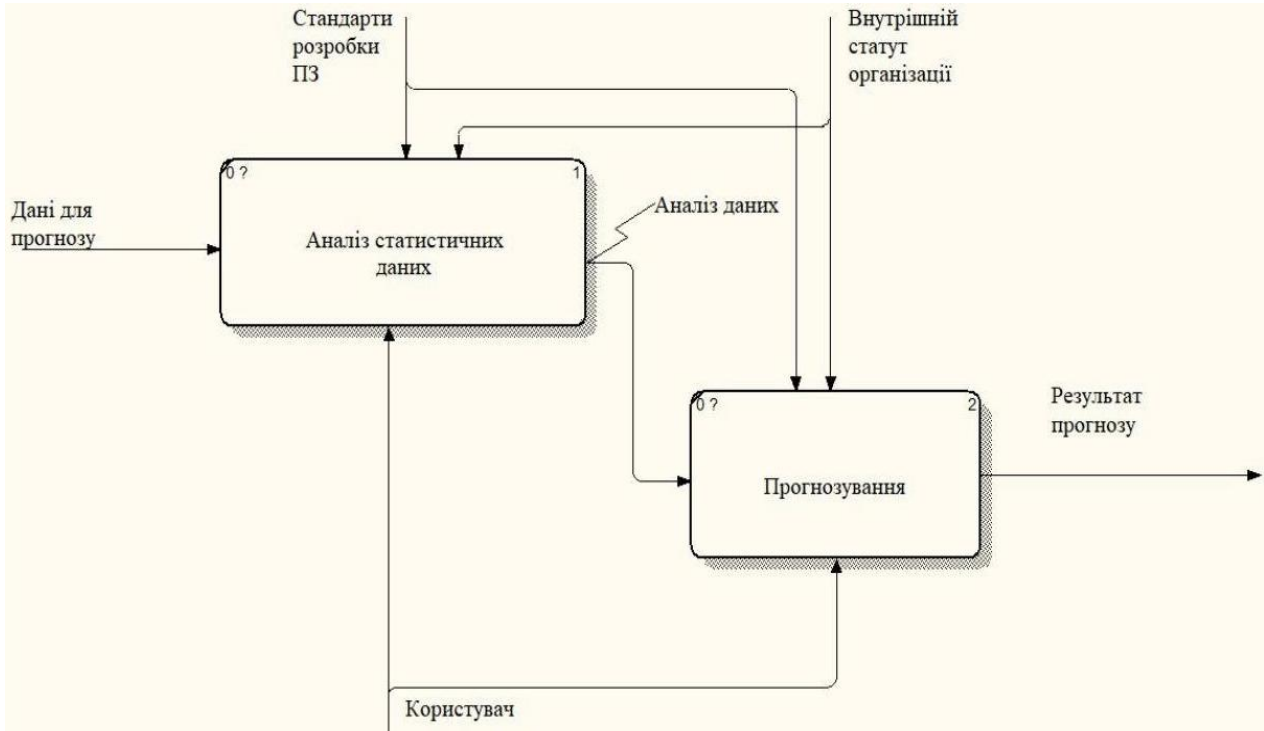 Стандарти
розробки
ПЗ
Внутрішній
статут
організації
0 ?
1
Дані для
прогнозу
Аналіз статистичних
даних
Аналіз даних
0 ?
2
Прогнозування
Результат
прогнозу
Користувач